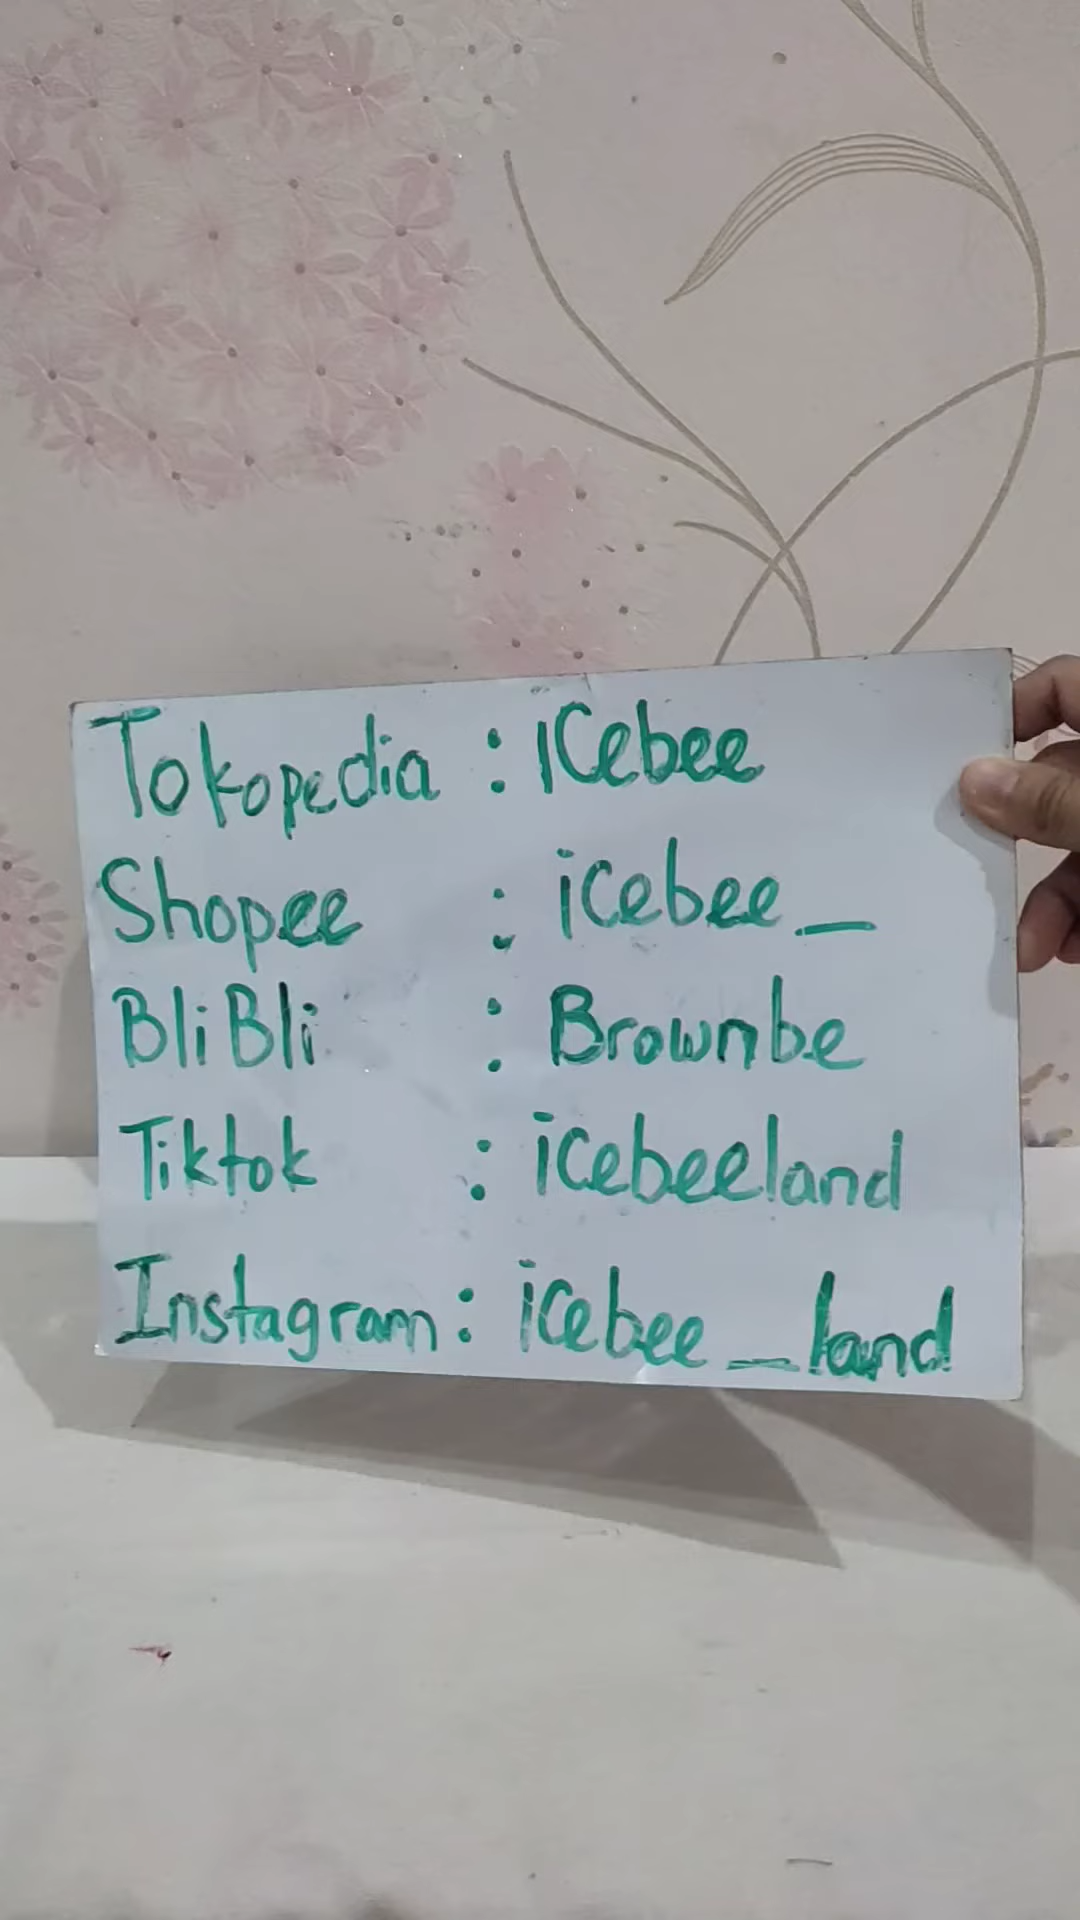 Tokopedia : iCebee
Shopee : iCebee_
BliBli : Brownbe
Tiktok : iCebeeland
Instagram : iCebee_land